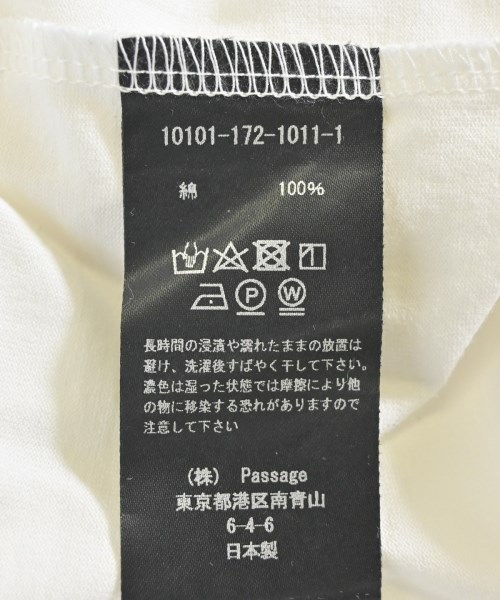 10101-172-1011-1
綿 100%
P W
長時間の浸漬や濡れたままの放置は
避け、洗濯後すばやく干して下さい。
濃色は湿った状態では摩擦により他
の物に移染する恐れがありますので
注意して下さい
(株) Passage
東京都港区南青山
6-4-6
日本製